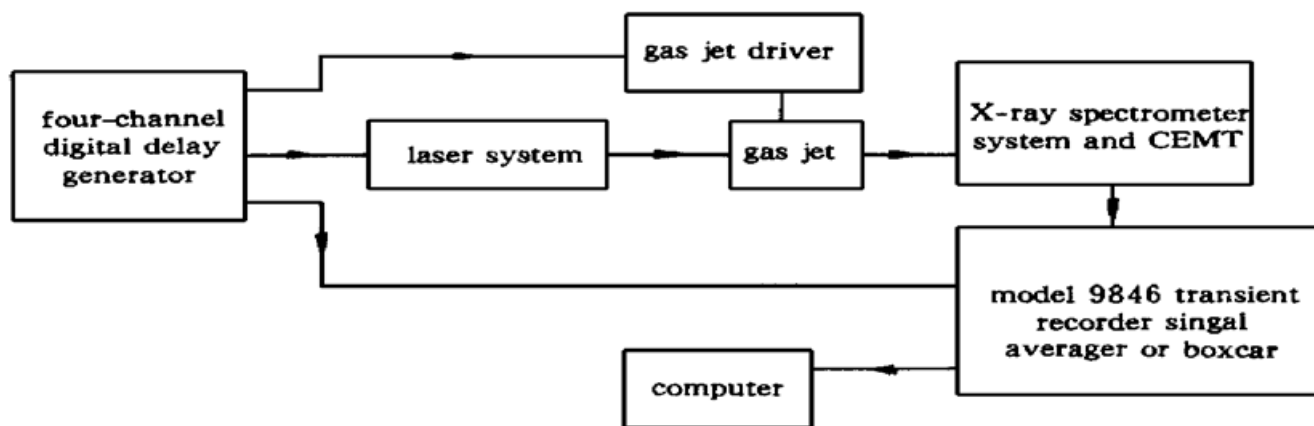 gas jet driver
four-channel
digital delay
generator
laser system
gas jet
X-ray spectrometer
system and CEMT
model 9846 transient
recorder singal
averager or boxcar
computer